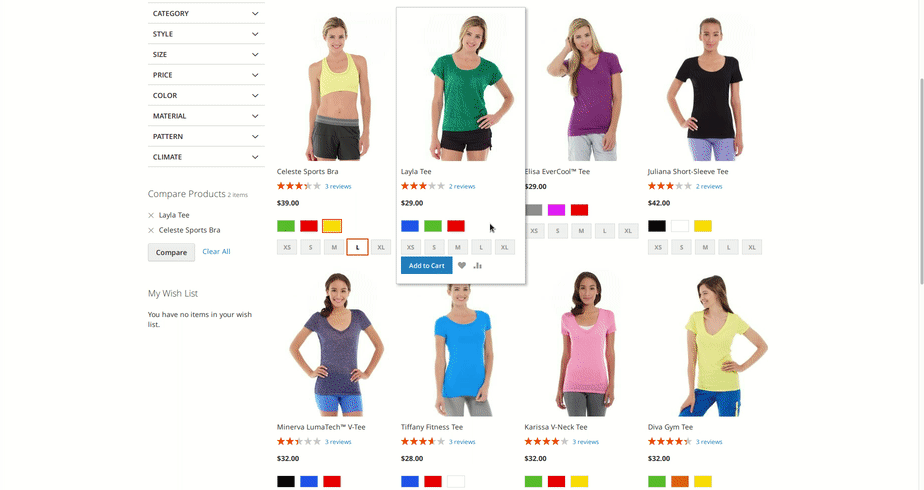 CATEGORY
STYLE
SIZE
PRICE
COLOR
MATERIAL
PATTERN
CLIMATE
Compare Products 2 items
Layla Tee
Celeste Sports Bra
Compare Clear All
My Wish List
You have no items in your wish
list.
Celeste Sports Bra
3 reviews
$39.00
XS S M L XL
Layla Tee
2 reviews
$29.00
XS S M L XL
Add to Cart
Elisa EverCool™ Tee
$29.00
XS S M L XL
Juliana Short-Sleeve Tee
2 reviews
$42.00
XS S M L XL
Minerva LumaTech™ V-Tee
3 reviews
$32.00
Tiffany Fitness Tee
3 reviews
$28.00
Karissa V-Neck Tee
3 reviews
$32.00
Diva Gym Tee
3 reviews
$32.00